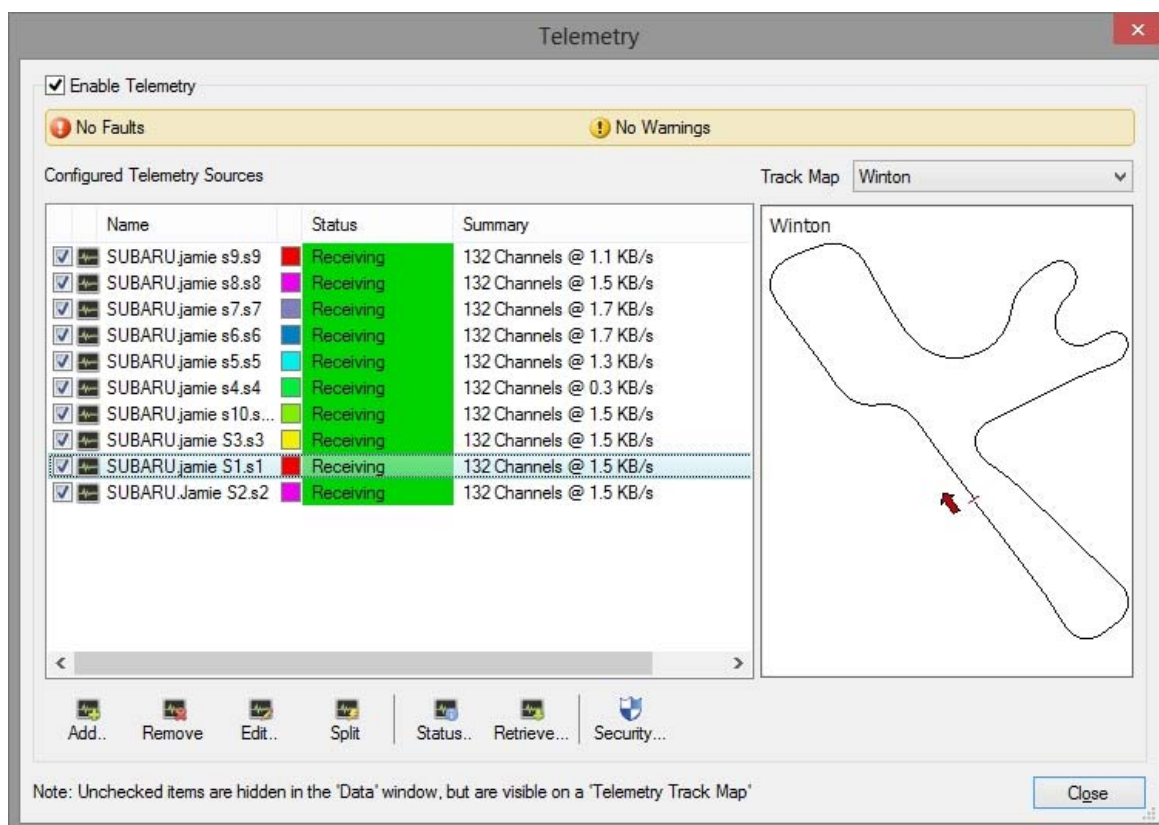 Telemetry
Enable Telemetry
No Faults
No Warnings
Configured Telemetry Sources
Track Map Winton
Name Status Summary
SUBARU.jamie s9.s9 Receiving 132 Channels @ 1.1 KB/s
SUBARU.jamie s8.s8 Receiving 132 Channels @ 1.5 KB/s
SUBARU.jamie s7.s7 Receiving 132 Channels @ 1.7 KB/s
SUBARU.jamie s6.s6 Receiving 132 Channels @ 1.7 KB/s
SUBARU.jamie s5.s5 Receiving 132 Channels @ 1.3 KB/s
SUBARU.jamie s4.s4 Receiving 132 Channels @ 0.3 KB/s
SUBARU.jamie s10.s... Receiving 132 Channels @ 1.5 KB/s
SUBARU.jamie S3.s3 Receiving 132 Channels @ 1.5 KB/s
SUBARU.jamie S1.s1 Receiving 132 Channels @ 1.5 KB/s
SUBARU.Jamie S2.s2 Receiving 132 Channels @ 1.5 KB/s
Winton
Add.. Remove Edit.. Split Status.. Retrieve... Security...
Note: Unchecked items are hidden in the 'Data' window, but are visible on a 'Telemetry Track Map'
Close